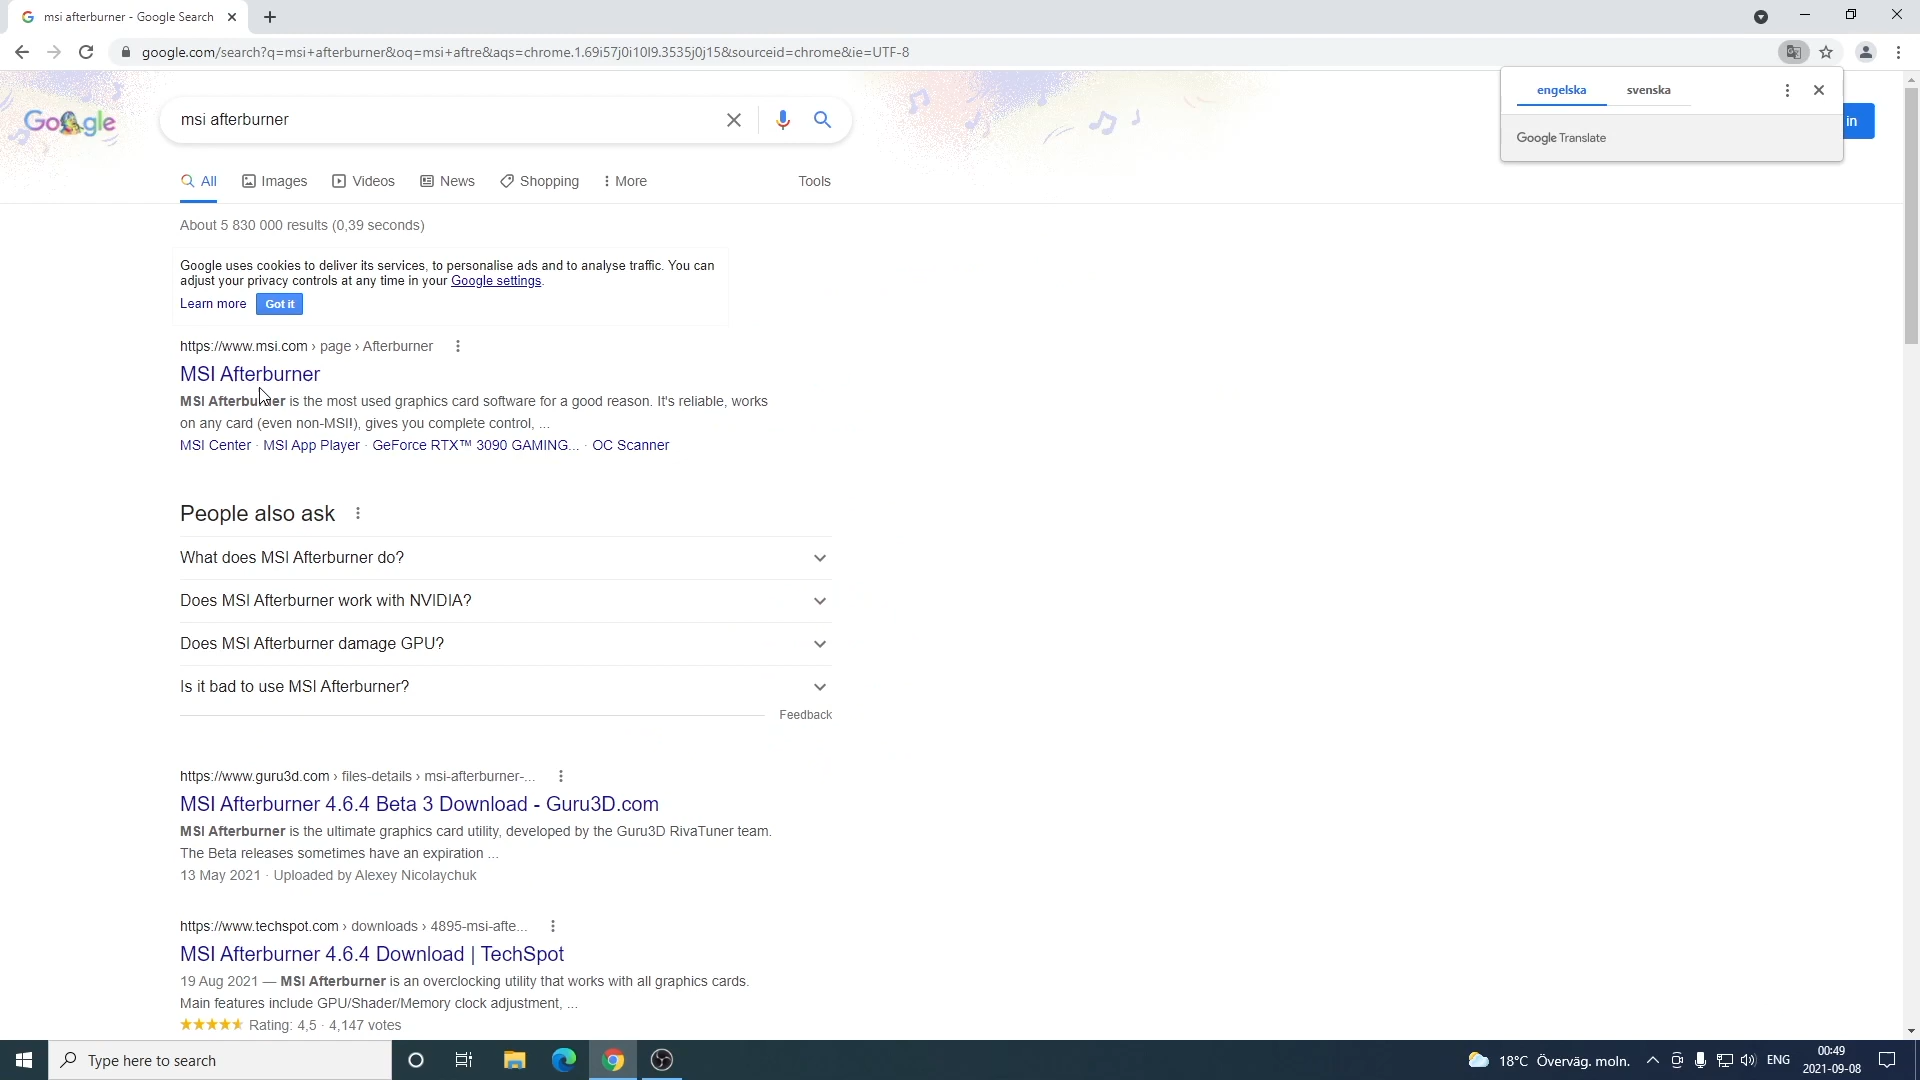 msi afterburner - Google Search
google.com/search?q=msi+afterburner&oq=msi+aftre&aqs=chrome.1.69i57j0i10l9.3535j0j15&sourceid=chrome&ie=UTF-8
engelska svenska
Google Translate
in
Google
msi afterburner
All Images Videos News Shopping More Tools
About 5 830 000 results (0,39 seconds)
Google uses cookies to deliver its services, to personalise ads and to analyse traffic. You can
adjust your privacy controls at any time in your Google settings.
Learn more Got it
https://www.msi.com › page › Afterburner
MSI Afterburner
MSI Afterburner is the most used graphics card software for a good reason. It's reliable, works
on any card (even non-MSI!), gives you complete control, ...
MSI Center · MSI App Player · GeForce RTX™ 3090 GAMING... · OC Scanner
People also ask
What does MSI Afterburner do?
Does MSI Afterburner work with NVIDIA?
Does MSI Afterburner damage GPU?
Is it bad to use MSI Afterburner?
Feedback
https://www.guru3d.com › files-details › msi-afterburner-...
MSI Afterburner 4.6.4 Beta 3 Download - Guru3D.com
MSI Afterburner is the ultimate graphics card utility, developed by the Guru3D RivaTuner team.
The Beta releases sometimes have an expiration ...
13 May 2021 · Uploaded by Alexey Nicolaychuk
https://www.techspot.com › downloads › 4895-msi-afte...
MSI Afterburner 4.6.4 Download | TechSpot
19 Aug 2021 — MSI Afterburner is an overclocking utility that works with all graphics cards.
Main features include GPU/Shader/Memory clock adjustment, ...
Rating: 4,5 · 4,147 votes
Type here to search
18°C Överväg. moln.
ENG
00:49
2021-09-08